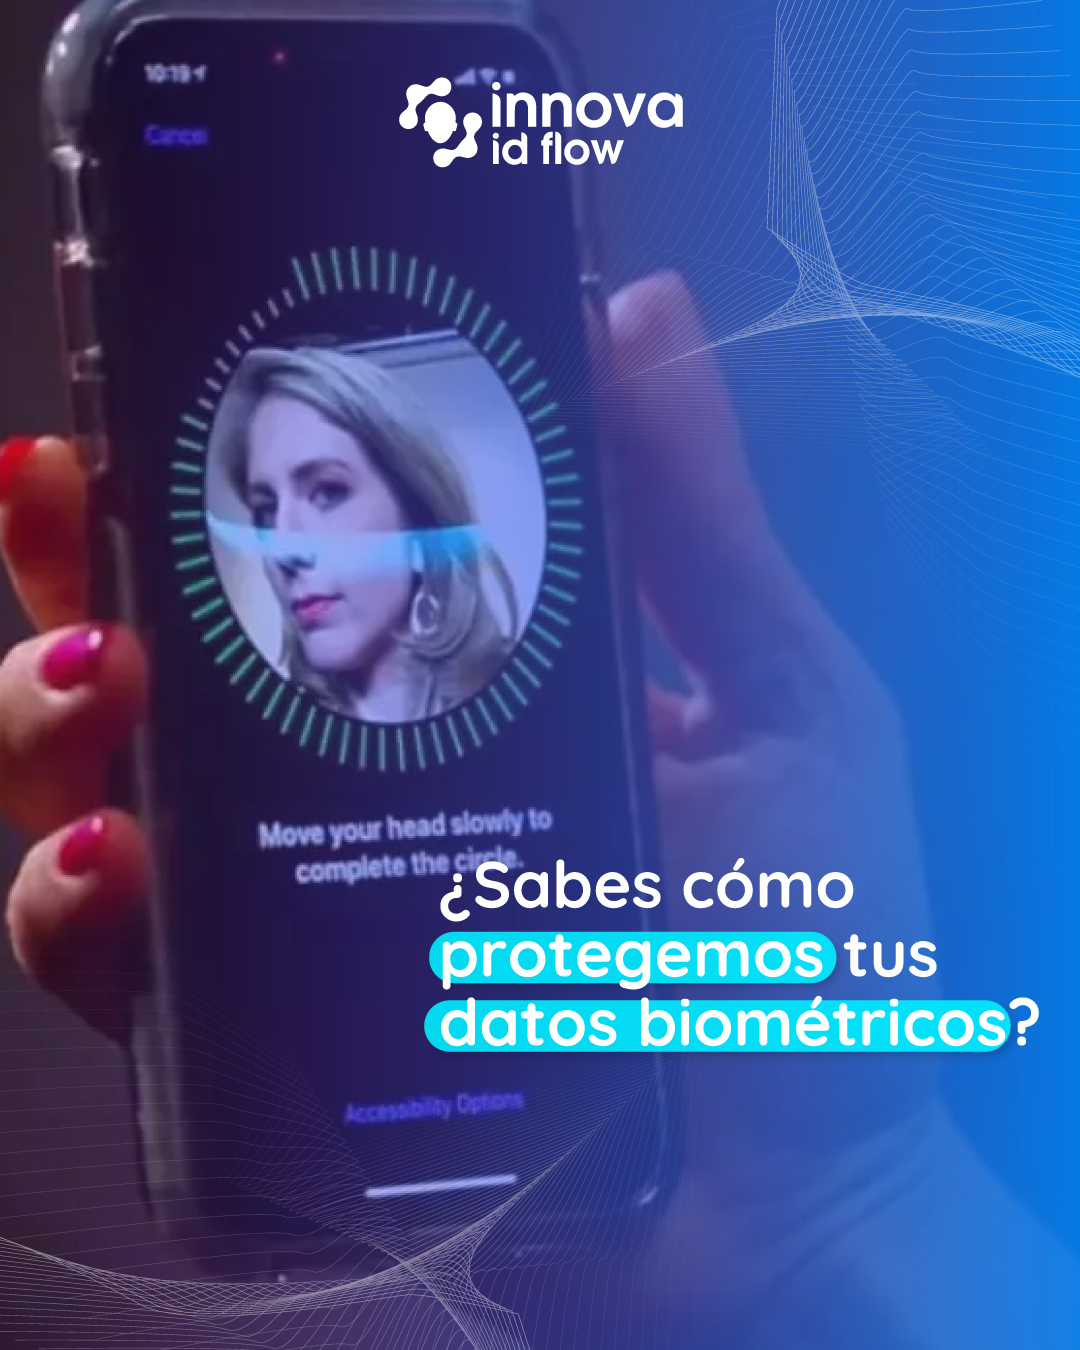 10:19
Cancel
innova
id flow
Move your head slowly to
complete the circle.
¿Sabes cómo
protegemos tus
datos biométricos?
Accessibility Options